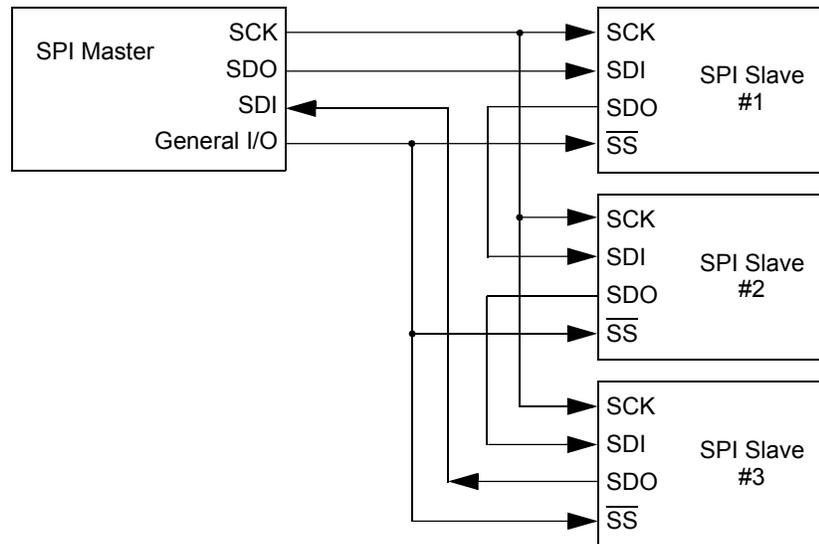 SPI Master
SCK
SDO
SDI
General I/O
SCK
SDI
SDO
SS
SPI Slave
#1
SCK
SDI
SDO
SS
SPI Slave
#2
SCK
SDI
SDO
SS
SPI Slave
#3